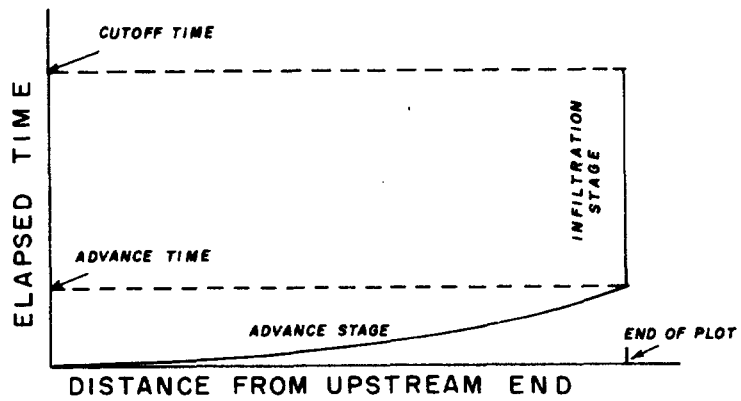 CUTOFF TIME
ELAPSED TIME
INFILTRATION
STAGE
ADVANCE TIME
ADVANCE STAGE
END OF PLOT
DISTANCE FROM UPSTREAM END